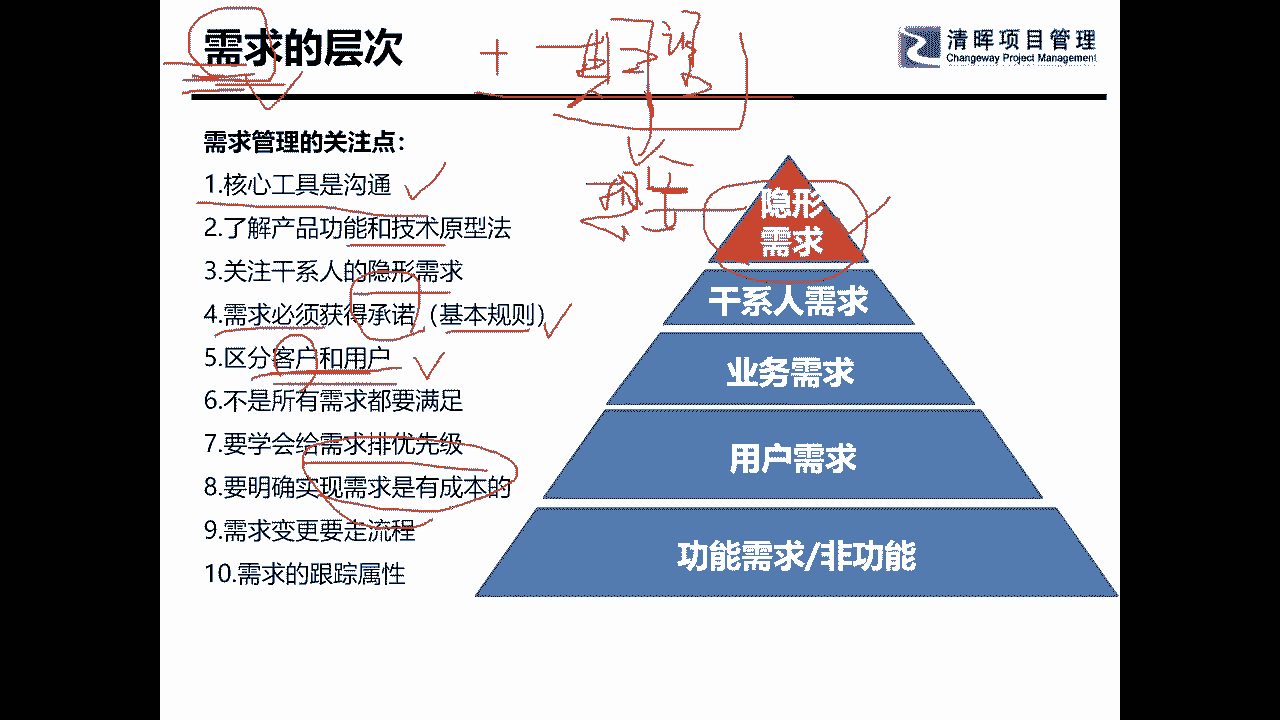 需求的层次
清晖项目管理
Changeway Project Management
需求管理的关注点：
1.核心工具是沟通
2.了解产品功能和技术原型法
3.关注干系人的隐形需求
4.需求必须获得承诺（基本规则）
5.区分客户和用户
6.不是所有需求都要满足
7.要学会给需求排优先级
8.要明确实现需求是有成本的
9.需求变更要走流程
10.需求的跟踪属性
隐形
需求
干系人需求
业务需求
用户需求
功能需求/非功能